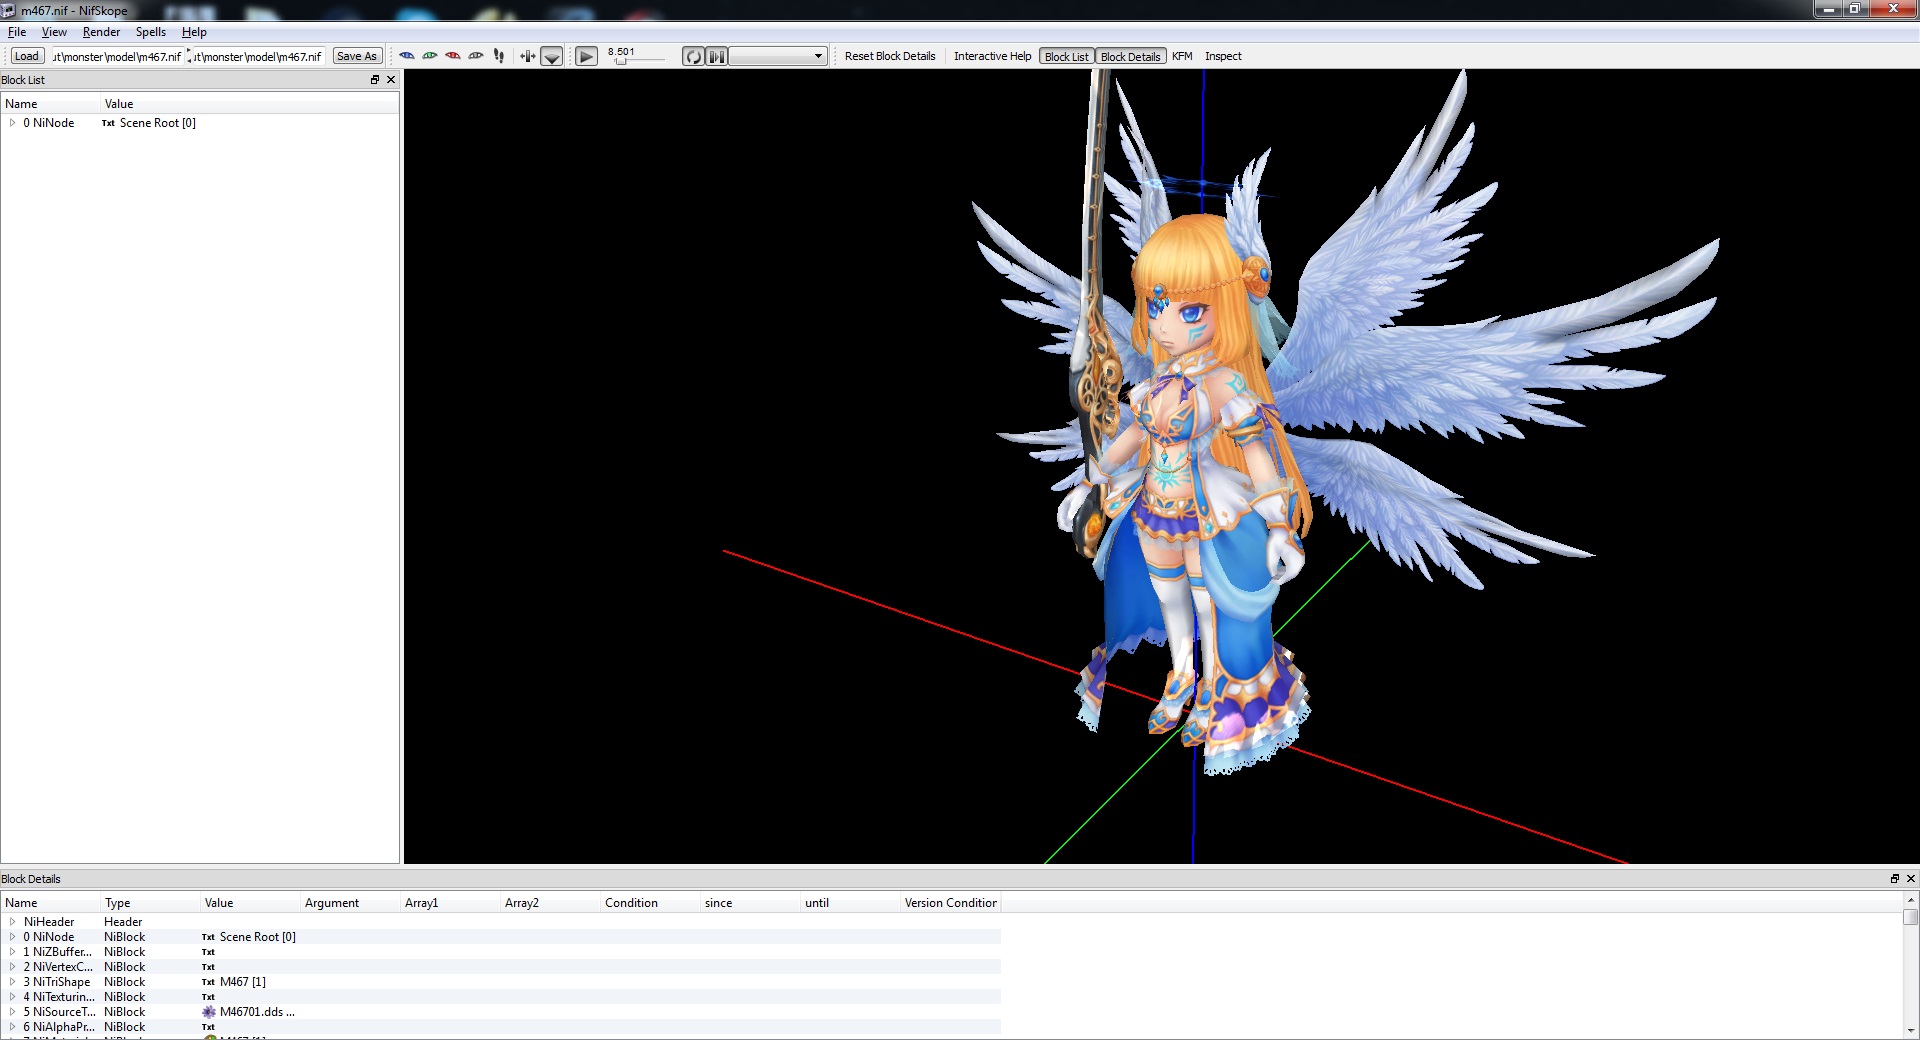 m467.nif - NifSkope
File View Render Spells Help
Load ut\monster\model\m467.nif ut\monster\model\m467.nif Save As 8.501 Reset Block Details Interactive Help Block List Block Details KFM Inspect
Block List
Name Value
0 NiNode Txt Scene Root [0]
Block Details
Name Type Value Argument Array1 Array2 Condition since until Version Condition
NiHeader Header
0 NiNode NiBlock Txt Scene Root [0]
1 NiZBuffer... NiBlock Txt
2 NiVertexC... NiBlock Txt
3 NiTriShape NiBlock Txt M467 [1]
4 NiTexturin... NiBlock Txt
5 NiSourceT... NiBlock M46701.dds ...
6 NiAlphaPr... NiBlock Txt